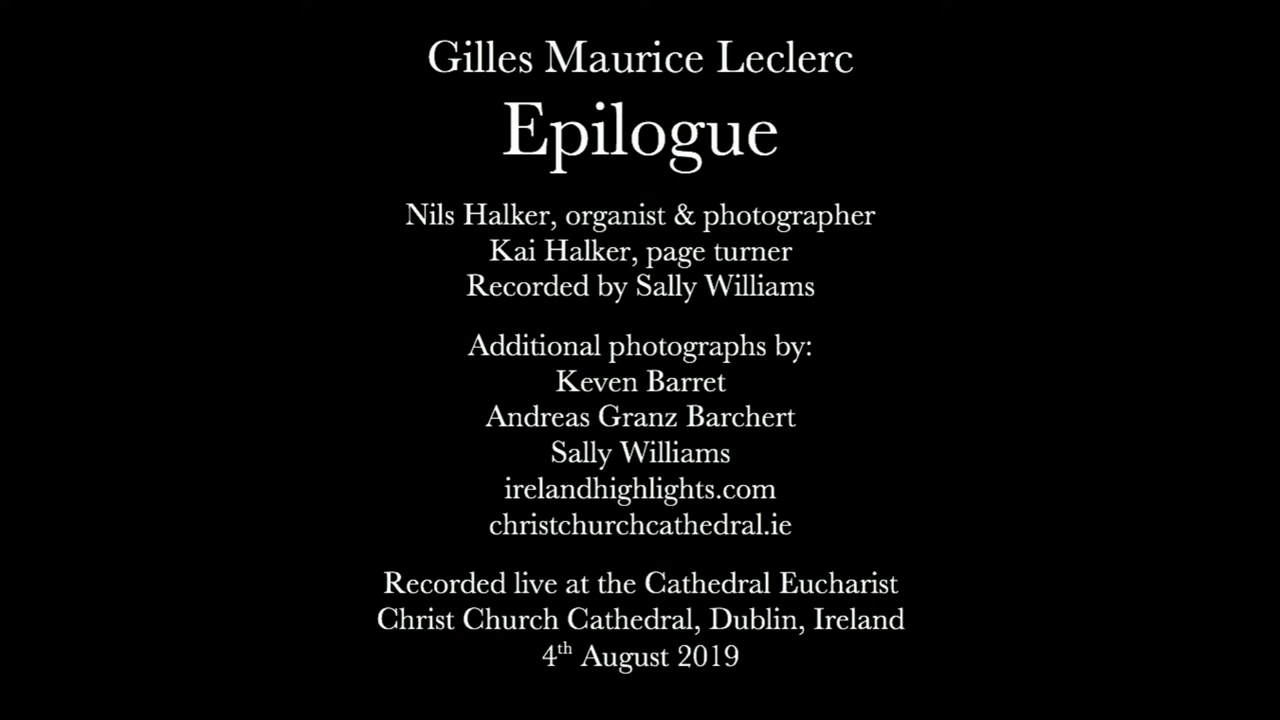 Gilles Maurice Leclerc
Epilogue
Nils Halker, organist & photographer
Kai Halker, page turner
Recorded by Sally Williams
Additional photographs by:
Keven Barret
Andreas Granz Barchert
Sally Williams
irelandhighlights.com
christchurchcathedral.ie
Recorded live at the Cathedral Eucharist
Christ Church Cathedral, Dublin, Ireland
4th August 2019